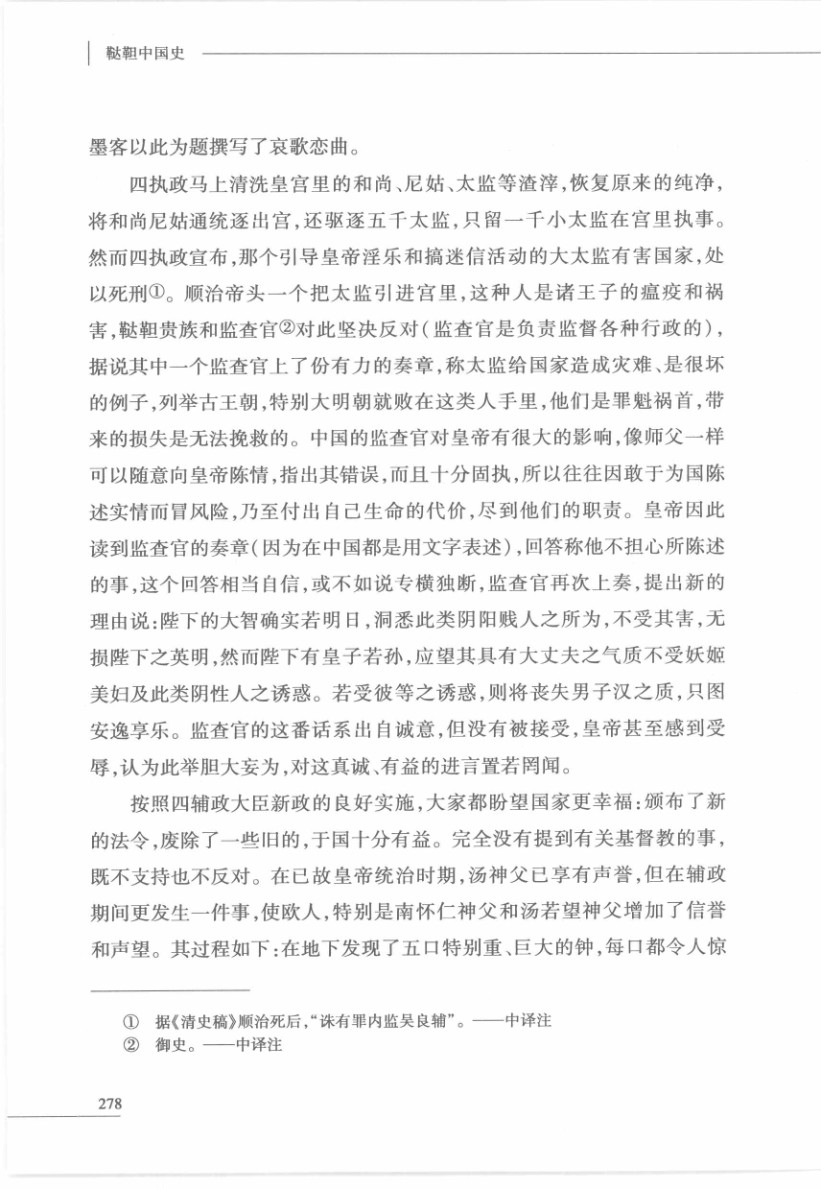 鞑靼中国史
墨客以此为题撰写了哀歌恋曲。
四执政马上清洗皇宫里的和尚、尼姑、太监等渣滓,恢复原来的纯净,
将和尚尼姑通统逐出宫,还驱逐五千太监,只留一千小太监在宫里执事。
然而四执政宣布,那个引导皇帝淫乐和搞迷信活动的大太监有害国家,处
以死刑①。顺治帝头一个把太监引进宫里,这种人是诸王子的瘟疫和祸
害,鞑靼贵族和监查官②对此坚决反对(监查官是负责监督各种行政的),
据说其中一个监查官上了份有力的奏章,称太监给国家造成灾难、是很坏
的例子,列举古王朝,特别大明朝就败在这类人手里,他们是罪魁祸首,带
来的损失是无法挽救的。中国的监查官对皇帝有很大的影响,像师父一样
可以随意向皇帝陈情,指出其错误,而且十分固执,所以往往因敢于为国陈
述实情而冒风险,乃至付出自己生命的代价,尽到他们的职责。皇帝因此
读到监查官的奏章(因为在中国都是用文字表述),回答称他不担心所陈述
的事,这个回答相当自信,或不如说专横独断,监查官再次上奏,提出新的
理由说:陛下的大智确实若明日,洞悉此类阴阳贱人之所为,不受其害,无
损陛下之英明,然而陛下有皇子若孙,应望其具有大丈夫之气质不受妖姬
美妇及此类阴性人之诱惑。若受彼等之诱惑,则将丧失男子汉之质,只图
安逸享乐。监查官的这番话系出自诚意,但没有被接受,皇帝甚至感到受
辱,认为此举胆大妄为,对这真诚、有益的进言置若罔闻。
按照四辅政大臣新政的良好实施,大家都盼望国家更幸福:颁布了新
的法令,废除了一些旧的,于国十分有益。完全没有提到有关基督教的事,
既不支持也不反对。在已故皇帝统治时期,汤神父已享有声誉,但在辅政
期间更发生一件事,使欧人,特别是南怀仁神父和汤若望神父增加了信誉
和声望。其过程如下:在地下发现了五口特别重、巨大的钟,每口都令人惊
① 据《清史稿》顺治死后,“诛有罪内监吴良辅”。——中译注
② 御史。——中译注
278